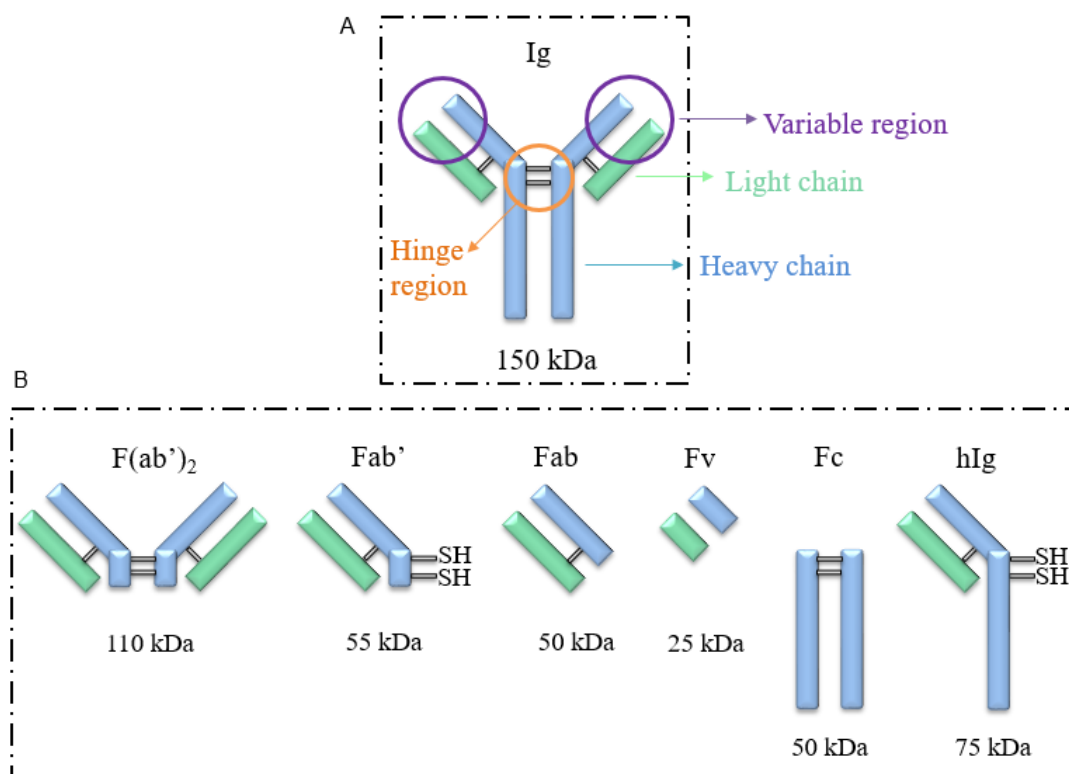 A
Ig
Variable region
Light chain
Hinge
region
Heavy chain
150 kDa
B
F(ab’)₂
Fab’
Fab
Fv
Fc
hIg
SH
SH
SH
SH
110 kDa
55 kDa
50 kDa
25 kDa
50 kDa
75 kDa